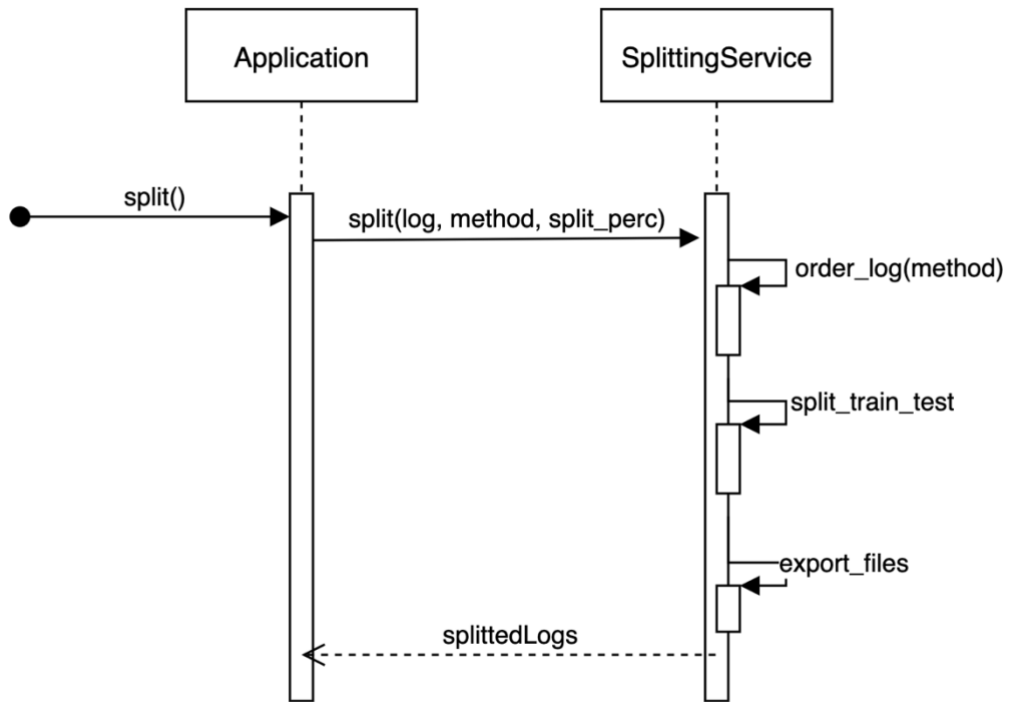 Application
SplittingService
split()
split(log, method, split_perc)
order_log(method)
split_train_test
export_files
splittedLogs